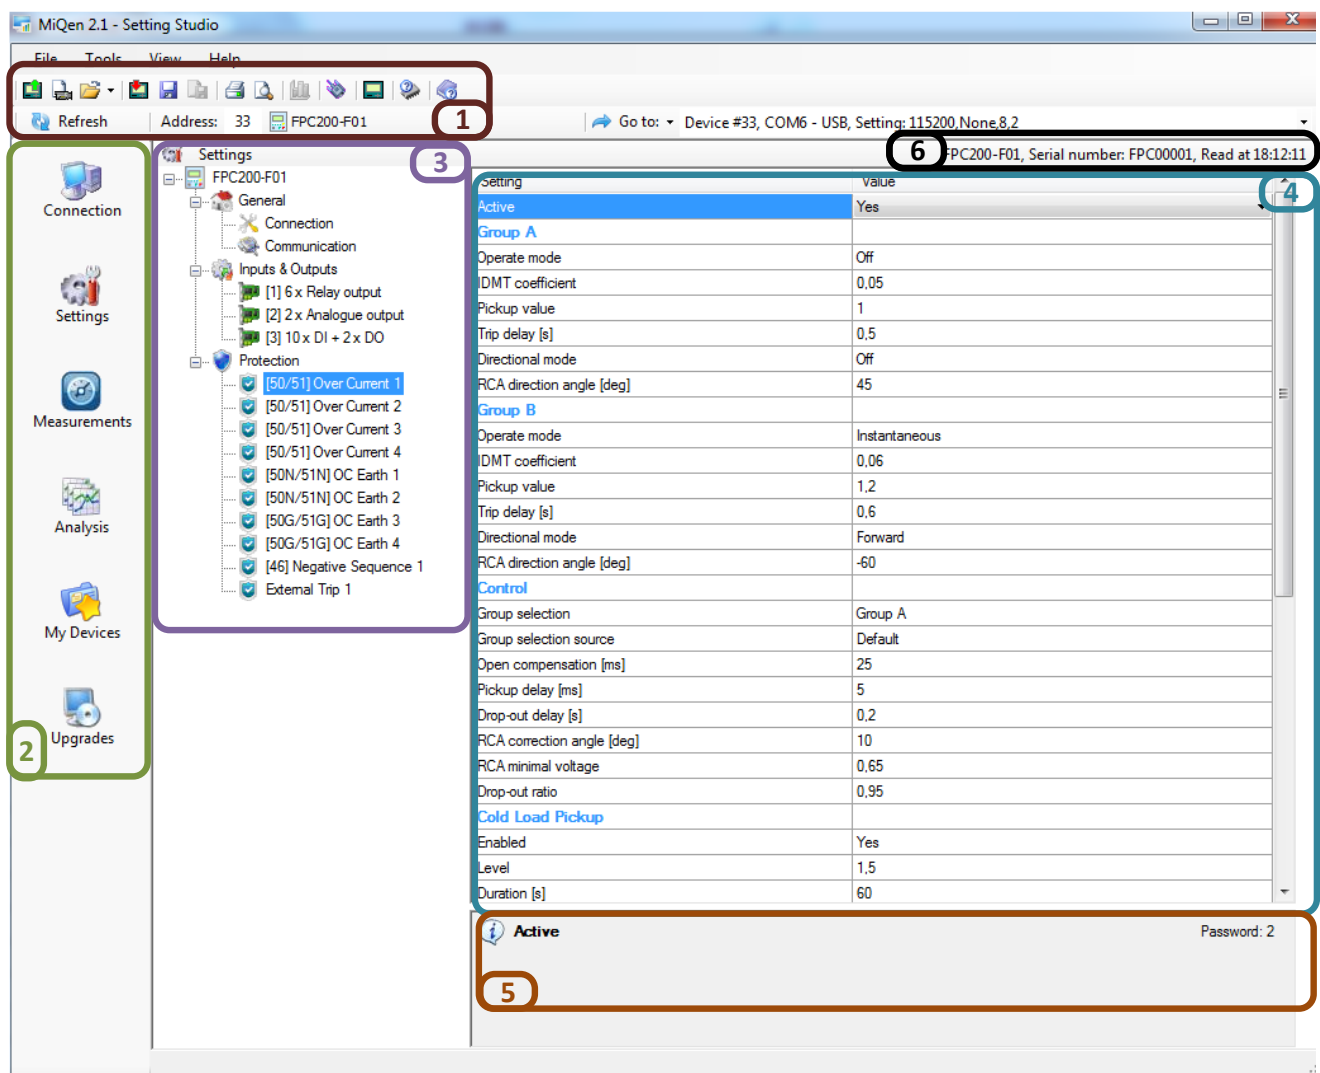 MiQen 2.1 - Setting Studio
File Tools View Help
Refresh Address: 33 FPC200-F01 1 Go to: Device #33, COM6 - USB, Setting: 115200,None,8,2
6 FPC200-F01, Serial number: FPC00001, Read at 18:12:11
2
Connection
Settings
Measurements
Analysis
My Devices
Upgrades
Settings 3
FPC200-F01
General
Connection
Communication
Inputs & Outputs
[1] 6 x Relay output
[2] 2 x Analogue output
[3] 10 x DI + 2 x DO
Protection
[50/51] Over Current 1
[50/51] Over Current 2
[50/51] Over Current 3
[50/51] Over Current 4
[50N/51N] OC Earth 1
[50N/51N] OC Earth 2
[50G/51G] OC Earth 3
[50G/51G] OC Earth 4
[46] Negative Sequence 1
External Trip 1
Setting Value 4
Active Yes
Group A
Operate mode Off
IDMT coefficient 0,05
Pickup value 1
Trip delay [s] 0,5
Directional mode Off
RCA direction angle [deg] 45
Group B
Operate mode Instantaneous
IDMT coefficient 0,06
Pickup value 1,2
Trip delay [s] 0,6
Directional mode Forward
RCA direction angle [deg] -60
Control
Group selection Group A
Group selection source Default
Open compensation [ms] 25
Pickup delay [ms] 5
Drop-out delay [s] 0,2
RCA correction angle [deg] 10
RCA minimal voltage 0,65
Drop-out ratio 0,95
Cold Load Pickup
Enabled Yes
Level 1,5
Duration [s] 60
Active Password: 2
5